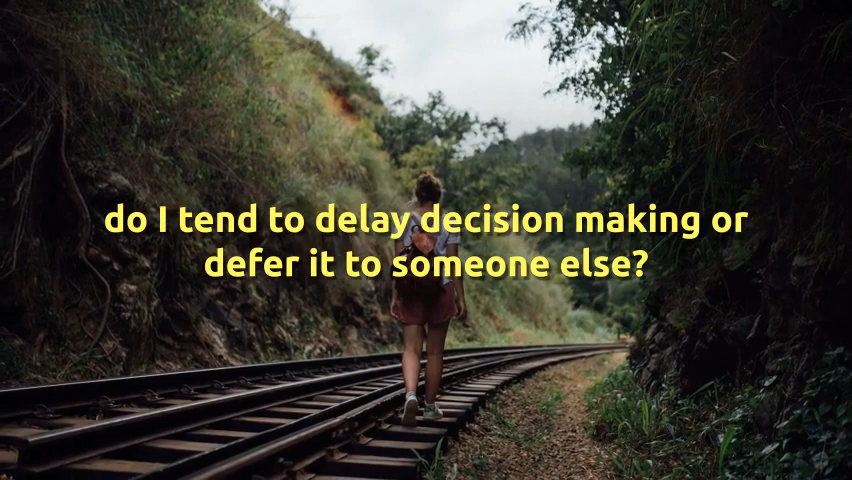 do I tend to delay decision making or
defer it to someone else?